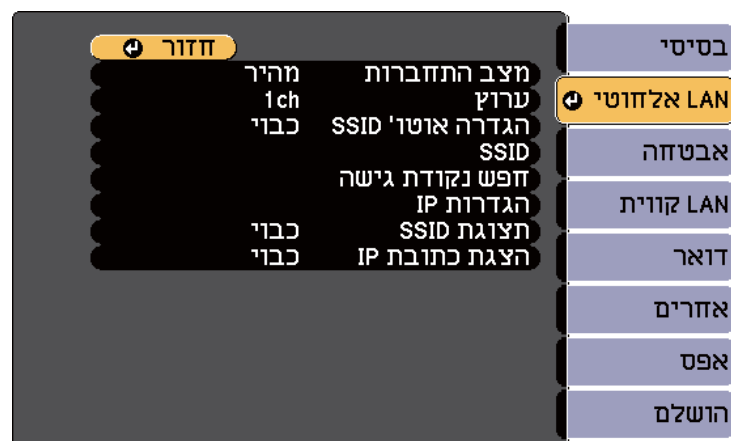 בסיסי
LAN אלחוטי
אבטחה
LAN קווית
דואר
אחרים
אפס
הושלם
חזור
מצב התחברות מהיר
ערוץ 1ch
הגדרה אוטו' SSID כבוי
SSID
חפש נקודת גישה
הגדרות IP
תצוגת SSID כבוי
הצגת כתובת IP כבוי